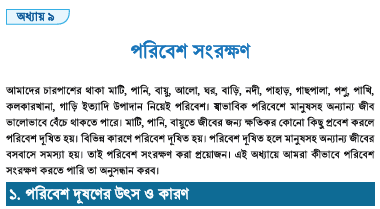 অধ্যায় ৯
পরিবেশ সংরক্ষণ
আমাদের চারপাশের থাকা মাটি, পানি, বায়ু, আলো, ঘর, বাড়ি, নদী, পাহাড়, গাছপালা, পশু, পাখি,
কলকারখানা, গাড়ি ইত্যাদি উপাদান নিয়েই পরিবেশ। স্বাভাবিক পরিবেশে মানুষসহ অন্যান্য জীব
ভালোভাবে বেঁচে থাকতে পারে। মাটি, পানি, বায়ুতে জীবের জন্য ক্ষতিকর কোনো কিছু প্রবেশ করলে
পরিবেশ দূষিত হয়। বিভিন্ন কারণে পরিবেশ দূষিত হয়। পরিবেশ দূষিত হলে মানুষসহ অন্যান্য জীবের
বসবাসে সমস্যা হয়। তাই পরিবেশ সংরক্ষণ করা প্রয়োজন। এই অধ্যায়ে আমরা কীভাবে পরিবেশ
সংরক্ষণ করতে পারি তা অনুসন্ধান করব।
১. পরিবেশ দূষণের উৎস ও কারণ